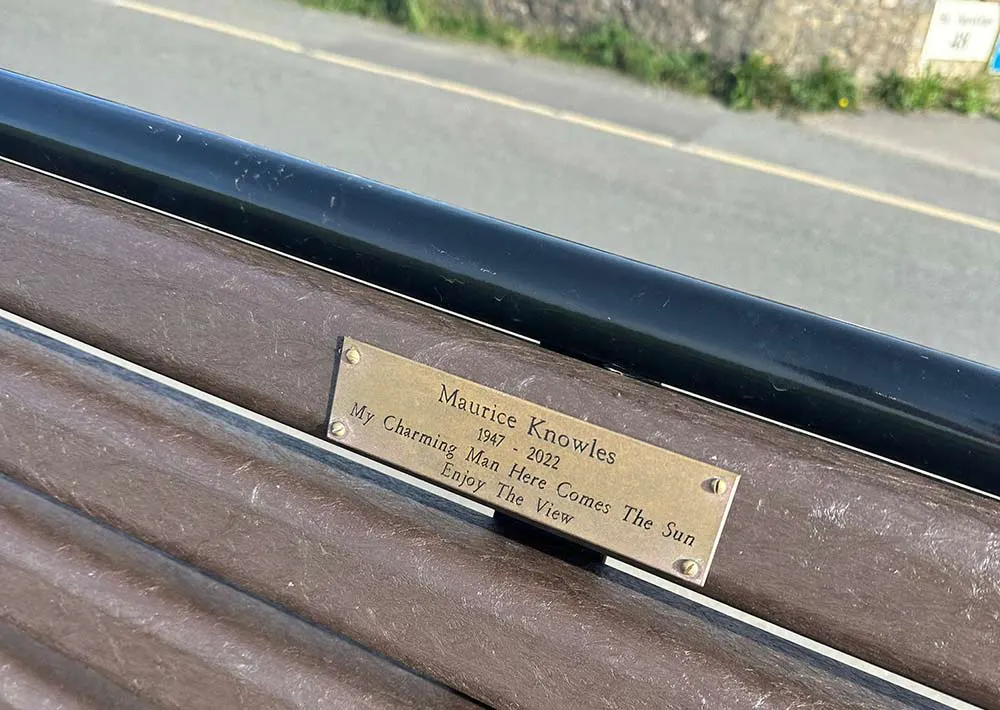 Maurice Knowles
1947 - 2022
My Charming Man Here Comes The Sun
Enjoy The View